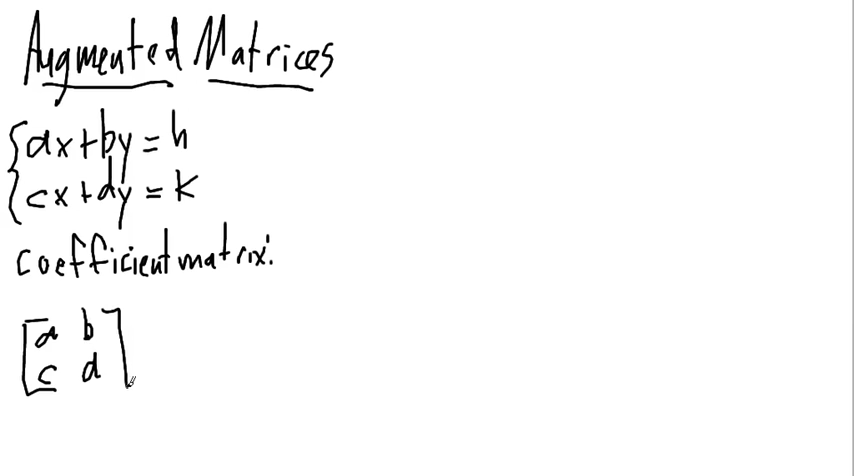 Augmented Matrices
ax+by=h
cx+dy=k
coefficient matrix:
a b
c d